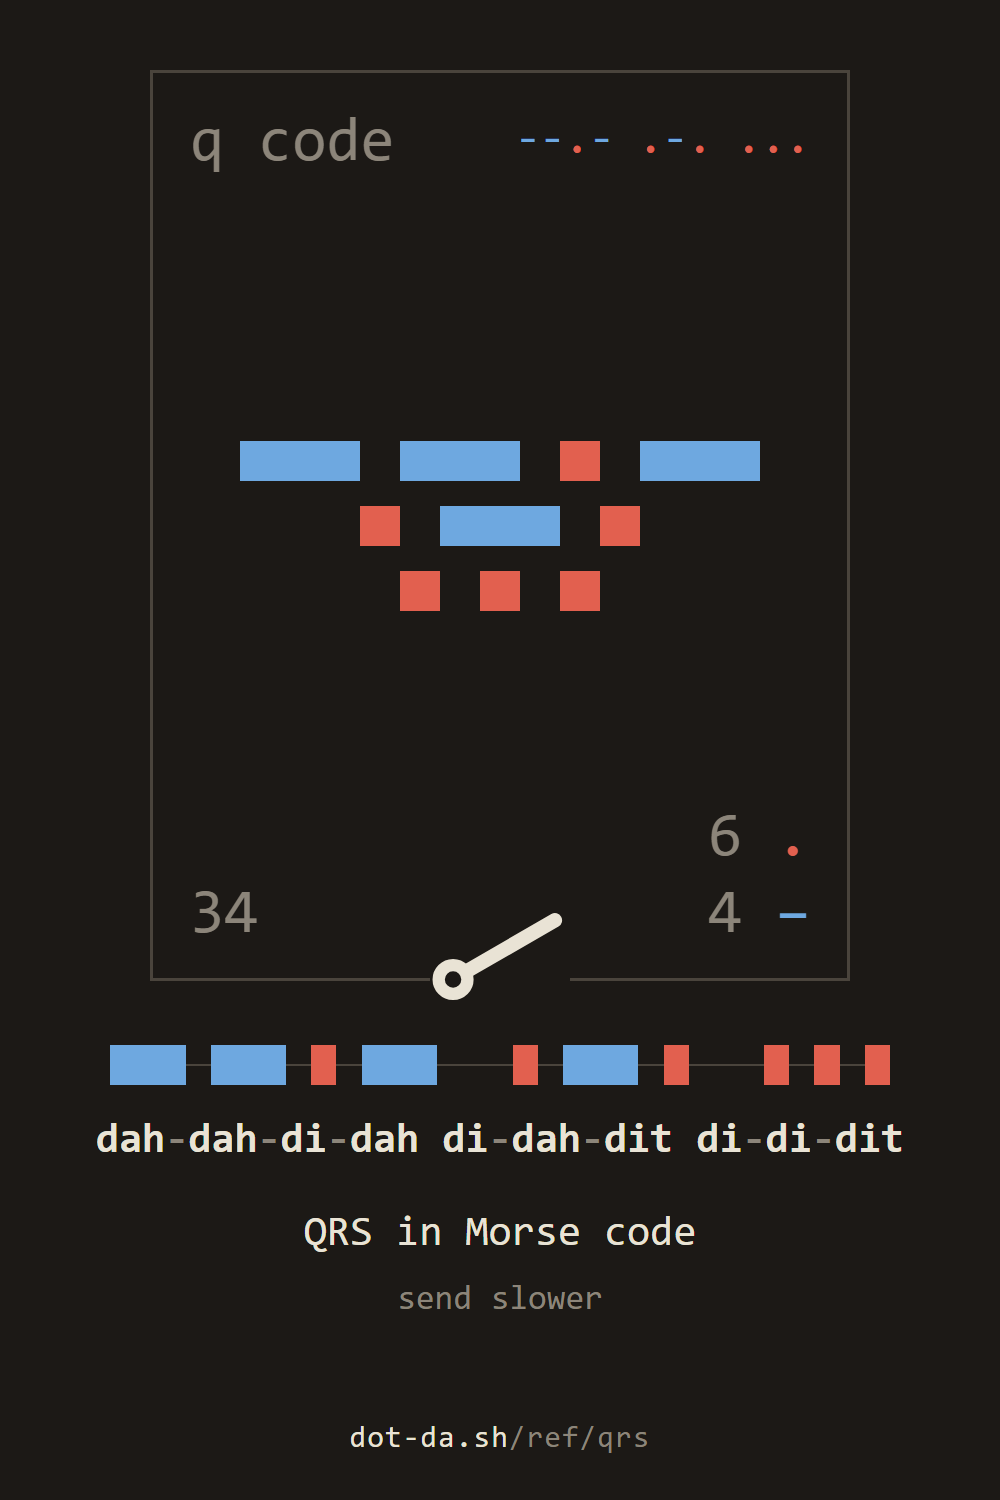 q code --.- .-. ...
6 .
34 4 -
dah-dah-di-dah di-dah-dit di-di-dit
QRS in Morse code
send slower
dot-da.sh/ref/qrs